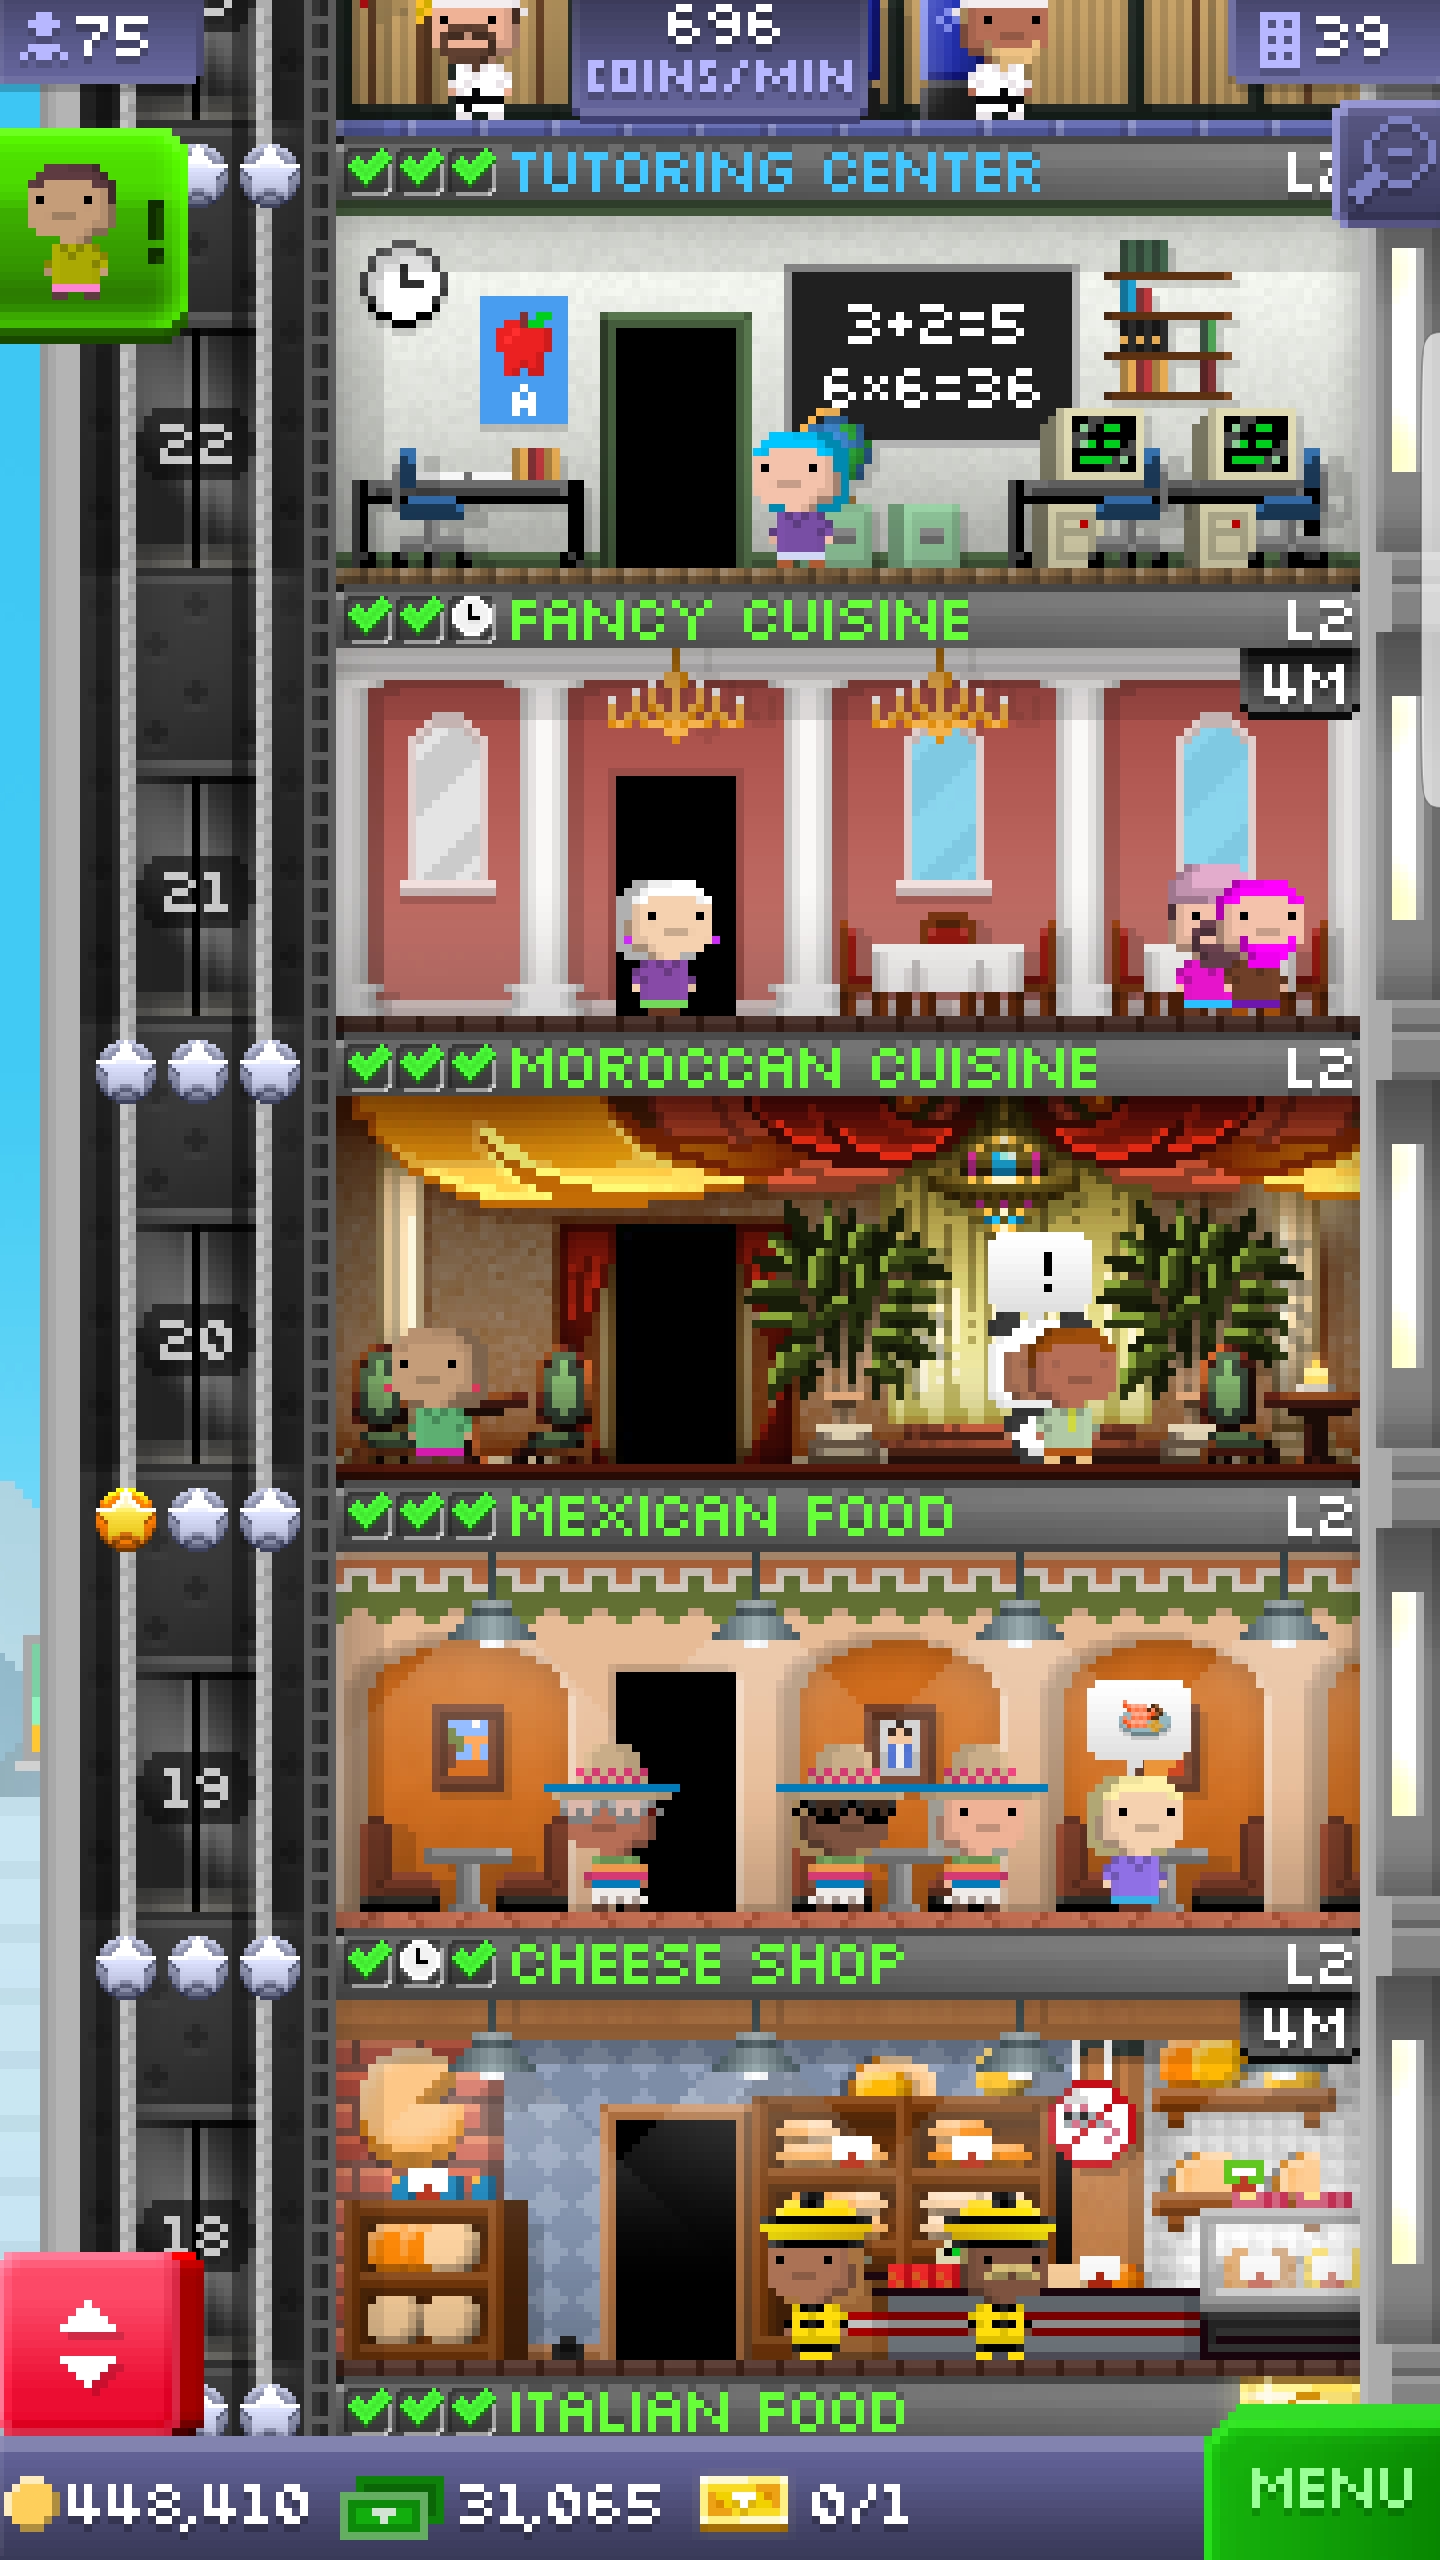 75
696
COINS/MIN
39
TUTORING CENTER
!
3+2=5
6×6=36
A
22
FANCY CUISINE L2
4M
21
MOROCCAN CUISINE L2
!
20
MEXICAN FOOD L2
19
CHEESE SHOP L2
4M
18
ITALIAN FOOD
448,410 31,065 0/1
MENU